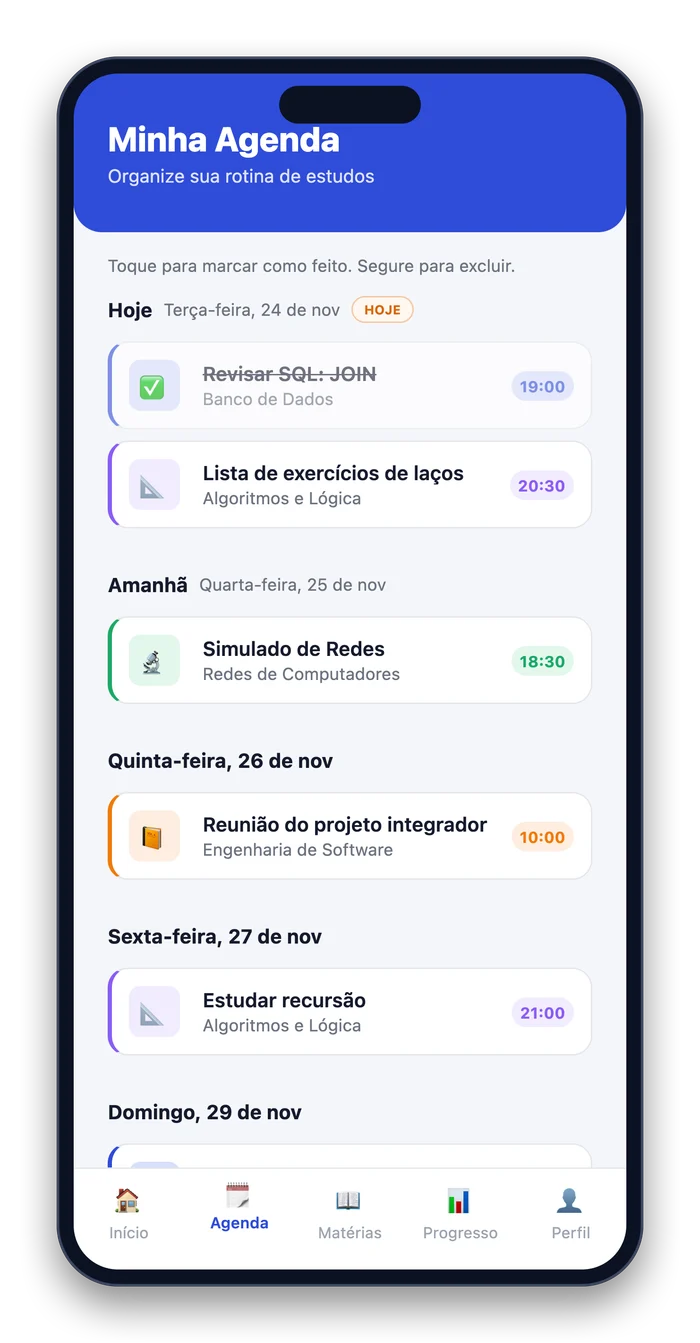 Minha Agenda
Organize sua rotina de estudos
Toque para marcar como feito. Segure para excluir.
Hoje Terça-feira, 24 de nov HOJE
Revisar SQL: JOIN
Banco de Dados
19:00
Lista de exercícios de laços
Algoritmos e Lógica
20:30
Amanhã Quarta-feira, 25 de nov
Simulado de Redes
Redes de Computadores
18:30
Quinta-feira, 26 de nov
Reunião do projeto integrador
Engenharia de Software
10:00
Sexta-feira, 27 de nov
Estudar recursão
Algoritmos e Lógica
21:00
Domingo, 29 de nov
Início Agenda Matérias Progresso Perfil